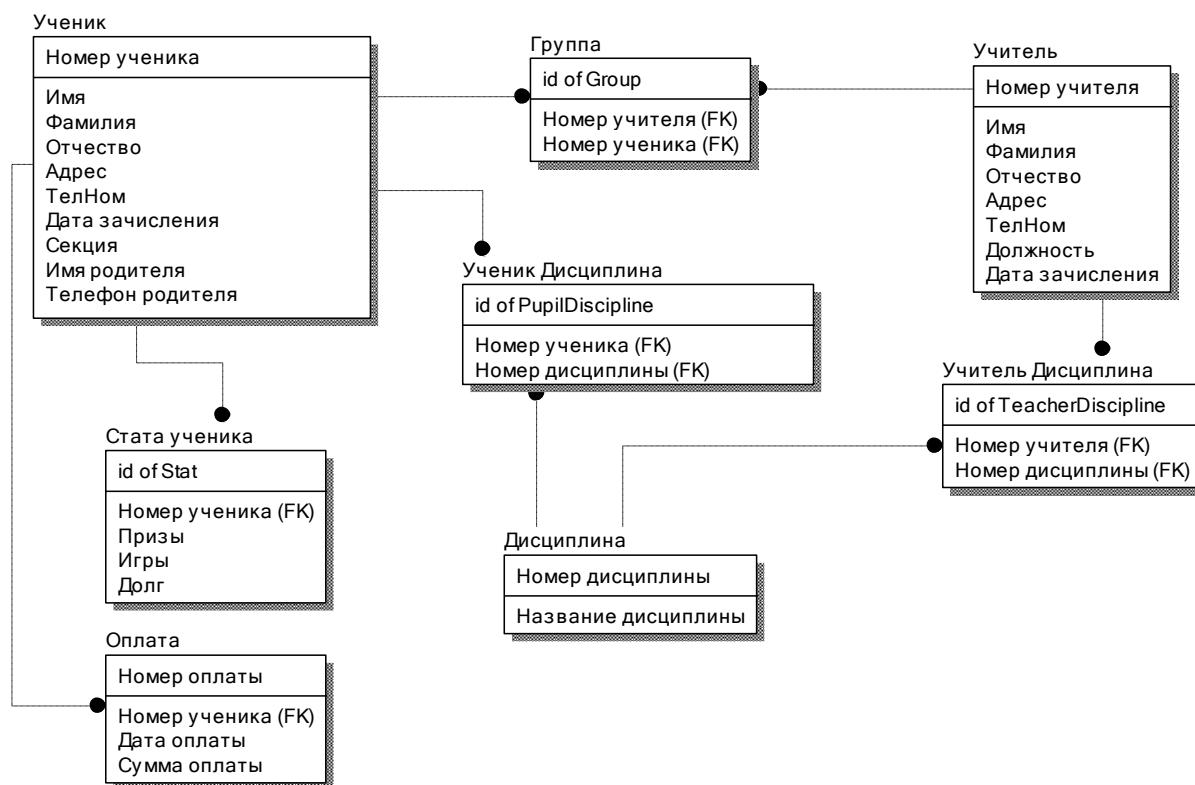 Ученик
Номер ученика
Имя
Фамилия
Отчество
Адрес
ТелНом
Дата зачисления
Секция
Имя родителя
Телефон родителя
Группа
id of Group
Номер учителя (FK)
Номер ученика (FK)
Учитель
Номер учителя
Имя
Фамилия
Отчество
Адрес
ТелНом
Должность
Дата зачисления
Ученик Дисциплина
id of PupilDiscipline
Номер ученика (FK)
Номер дисциплины (FK)
Учитель Дисциплина
id of TeacherDiscipline
Номер учителя (FK)
Номер дисциплины (FK)
Стата ученика
id of Stat
Номер ученика (FK)
Призы
Игры
Долг
Дисциплина
Номер дисциплины
Название дисциплины
Оплата
Номер оплаты
Номер ученика (FK)
Дата оплаты
Сумма оплаты